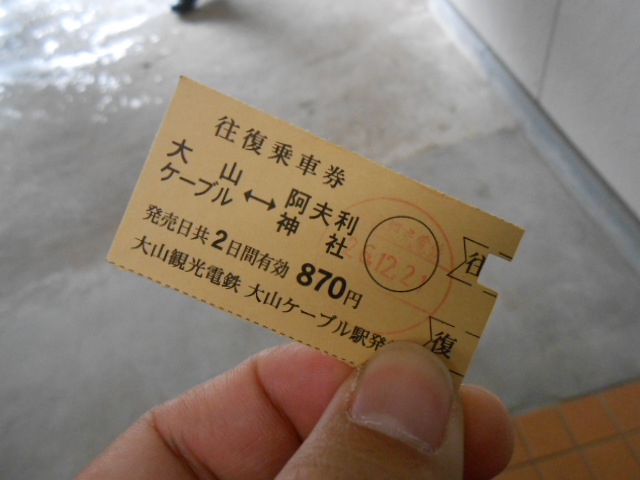 往復乗車券
大山ケーブル ↔ 阿夫利神社
発売日共2日間有効 870円
大山観光電鉄 大山ケーブル駅発
往
復